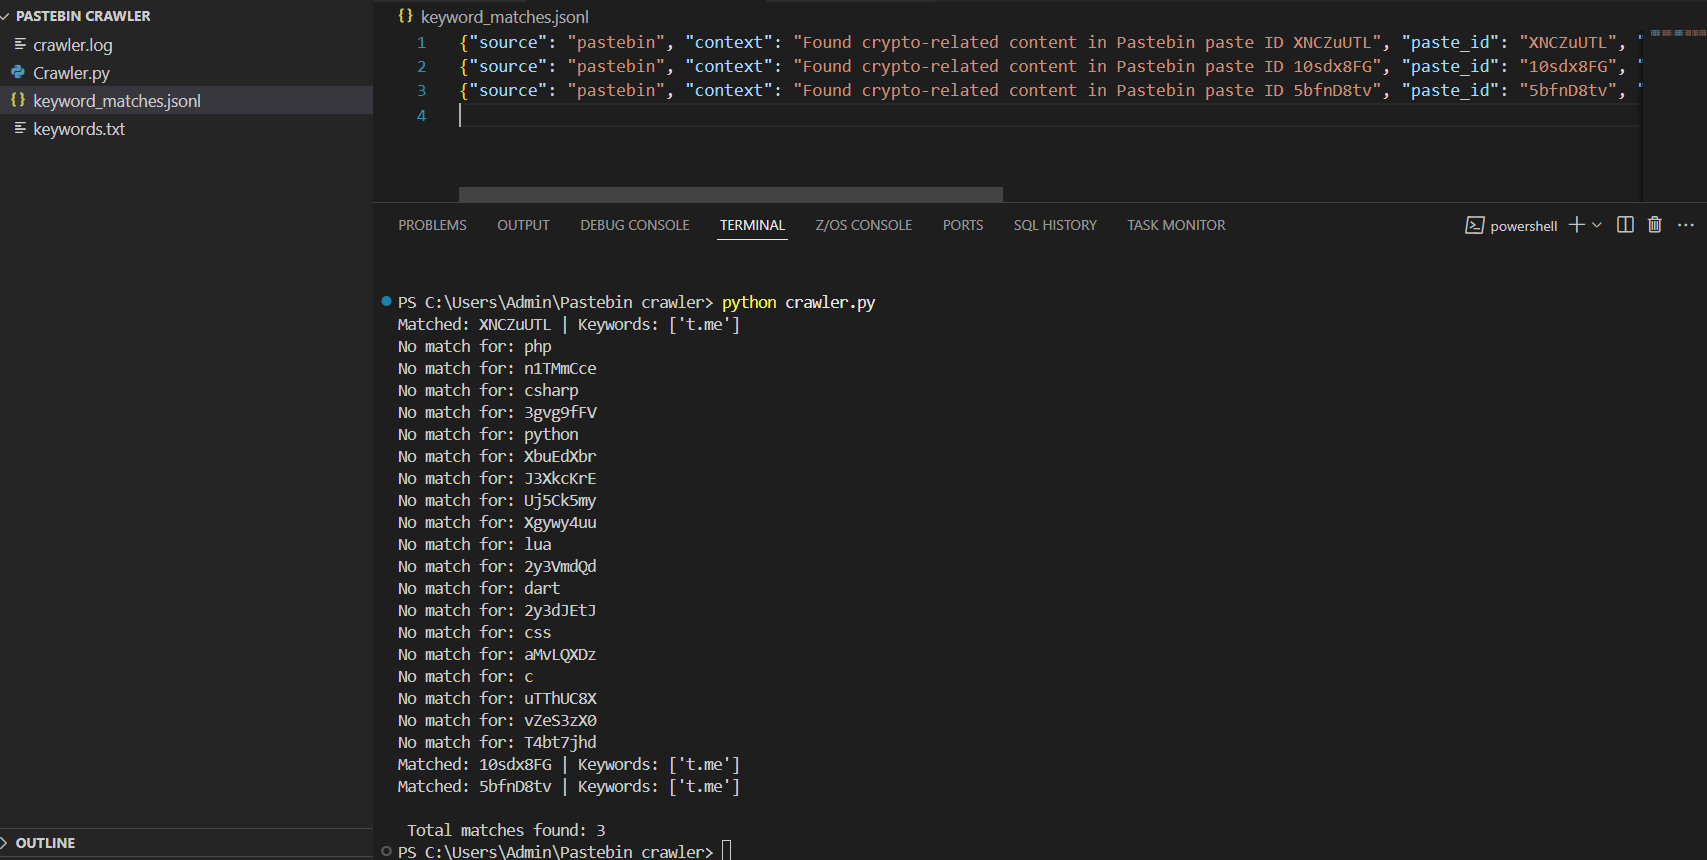 PASTEBIN CRAWLER
crawler.log
Crawler.py
keyword_matches.jsonl
keywords.txt
OUTLINE
keyword_matches.jsonl
1 {"source": "pastebin", "context": "Found crypto-related content in Pastebin paste ID XNCZuUTL", "paste_id": "XNCZuUTL", "
2 {"source": "pastebin", "context": "Found crypto-related content in Pastebin paste ID 10sdx8FG", "paste_id": "10sdx8FG", "
3 {"source": "pastebin", "context": "Found crypto-related content in Pastebin paste ID 5bfnD8tv", "paste_id": "5bfnD8tv", "
4
PROBLEMS OUTPUT DEBUG CONSOLE TERMINAL Z/OS CONSOLE PORTS SQL HISTORY TASK MONITOR powershell
PS C:\Users\Admin\Pastebin crawler> python crawler.py
Matched: XNCZuUTL | Keywords: ['t.me']
No match for: php
No match for: n1TMmCce
No match for: csharp
No match for: 3gvg9fFV
No match for: python
No match for: XbuEdXbr
No match for: J3XkcKrE
No match for: Uj5Ck5my
No match for: Xgywy4uu
No match for: lua
No match for: 2y3VmdQd
No match for: dart
No match for: 2y3dJEtJ
No match for: css
No match for: aMvLQXDz
No match for: c
No match for: uTThUC8X
No match for: vZeS3zX0
No match for: T4bt7jhd
Matched: 10sdx8FG | Keywords: ['t.me']
Matched: 5bfnD8tv | Keywords: ['t.me']
Total matches found: 3
PS C:\Users\Admin\Pastebin crawler>